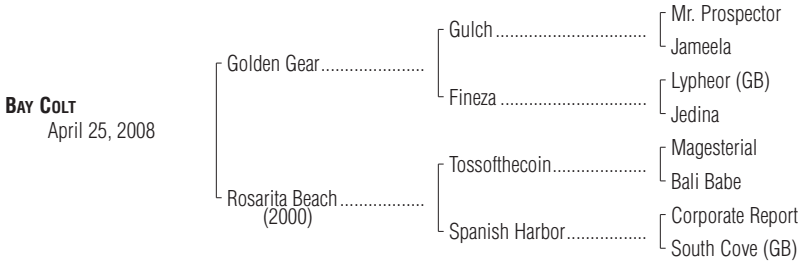 BAY COLT
April 25, 2008
Golden Gear......................
Rosarita Beach..................
(2000)
Gulch................................
Fineza ...............................
Tossofthecoin....................
Spanish Harbor.................
Mr. Prospector
Jameela
Lypheor (GB)
Jedina
Magesterial
Bali Babe
Corporate Report
South Cove (GB)